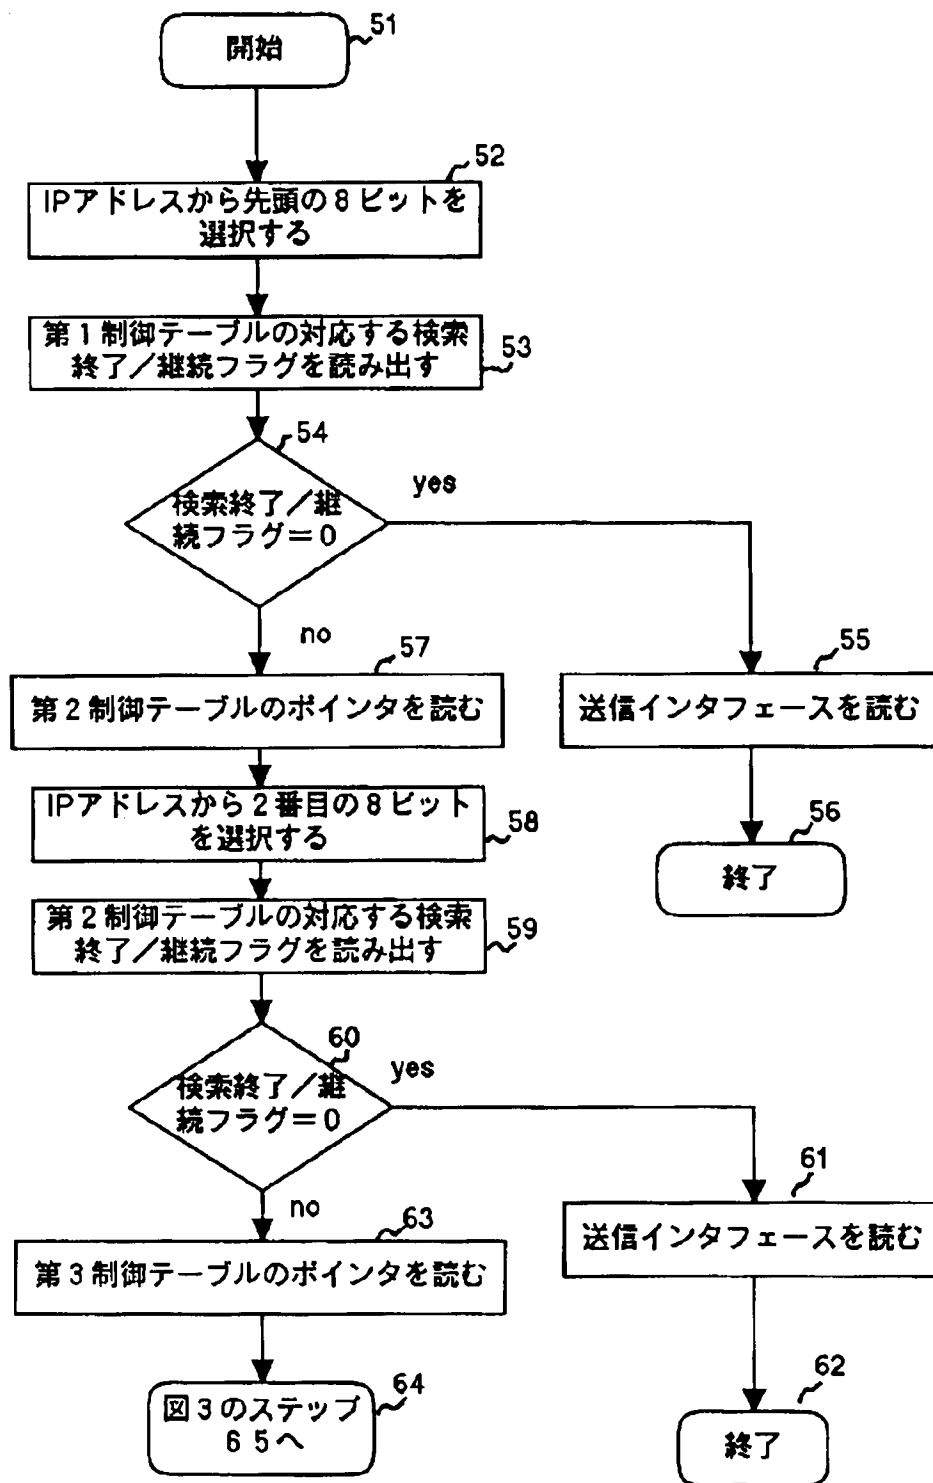 開始
51
52
IPアドレスから先頭の8ビットを
選択する
第1制御テーブルの対応する検索
終了/継続フラグを読み出す
53
54
検索終了/継
続フラグ=0
yes
no
57
第2制御テーブルのポインタを読む
55
送信インタフェースを読む
IPアドレスから2番目の8ビット
を選択する
58
56
終了
第2制御テーブルの対応する検索
終了/継続フラグを読み出す
59
60
検索終了/継
続フラグ=0
yes
no
63
第3制御テーブルのポインタを読む
61
送信インタフェースを読む
図3のステップ
65へ
64
62
終了